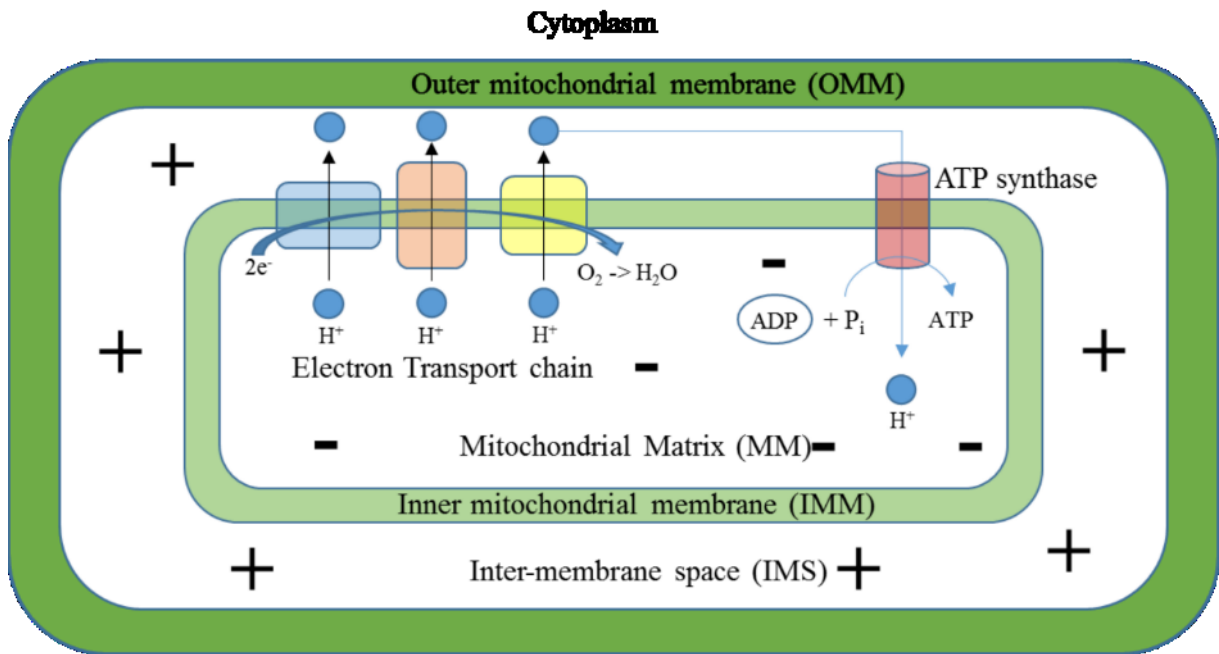 Cytoplasm
Outer mitochondrial membrane (OMM)
+
ATP synthase
2e⁻
O₂ -> H₂O
-
H⁺
H⁺
H⁺
ADP
+ Pᵢ
ATP
+
+
Electron Transport chain
-
H⁺
-
Mitochondrial Matrix (MM)
-
-
Inner mitochondrial membrane (IMM)
+
Inter-membrane space (IMS)
+
+